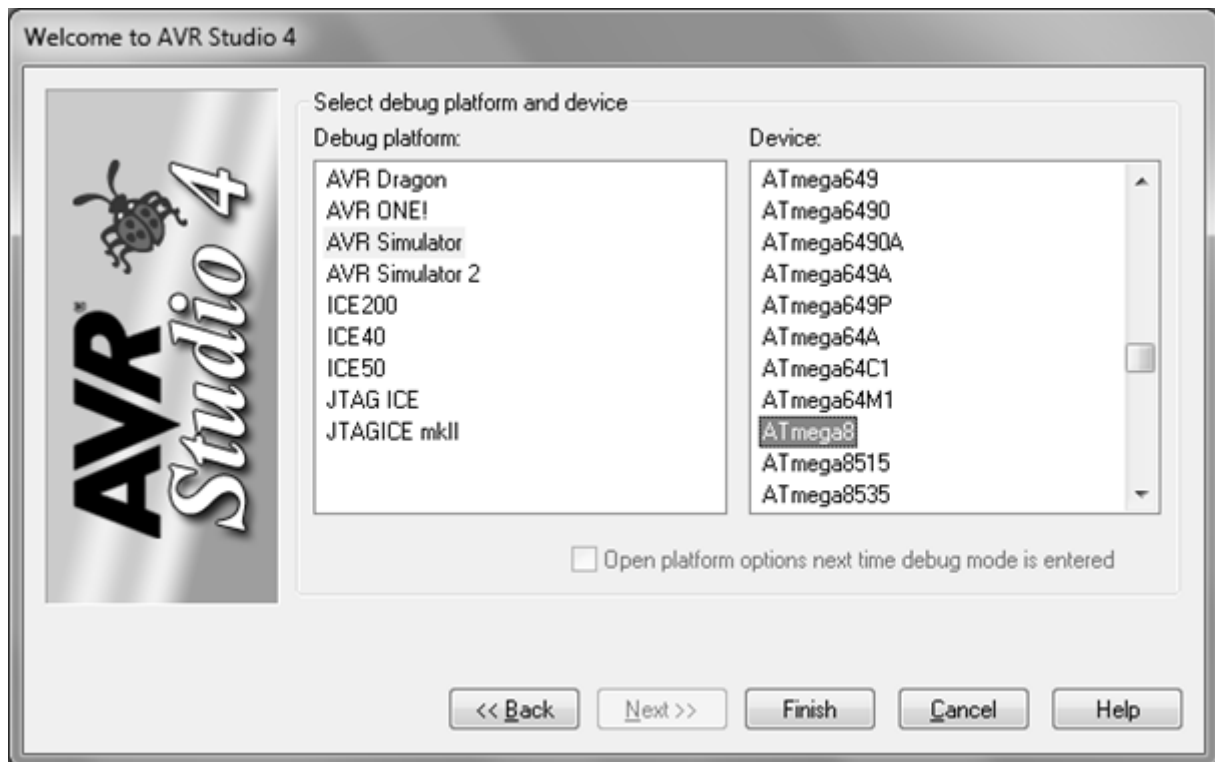 Welcome to AVR Studio 4
AVR®
Studio 4
Select debug platform and device
Debug platform:
AVR Dragon
AVR ONE!
AVR Simulator
AVR Simulator 2
ICE200
ICE40
ICE50
JTAG ICE
JTAGICE mkII
Device:
ATmega649
ATmega6490
ATmega6490A
ATmega649A
ATmega649P
ATmega64A
ATmega64C1
ATmega64M1
ATmega8
ATmega8515
ATmega8535
Open platform options next time debug mode is entered
<< Back
Next >>
Finish
Cancel
Help